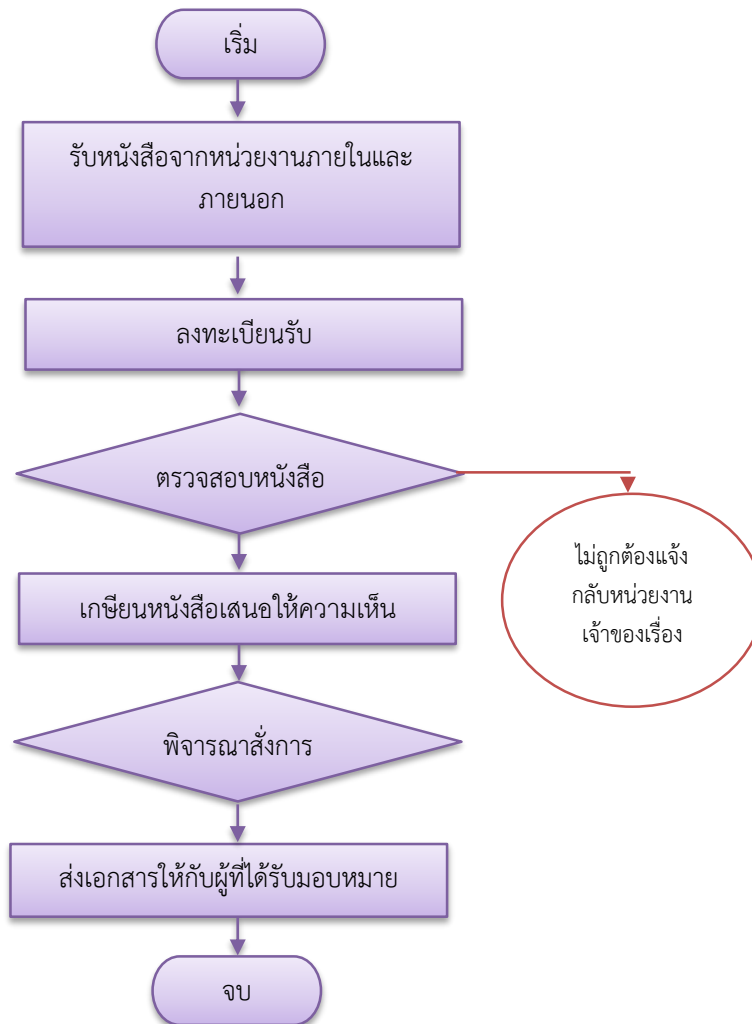 เริ่ม
รับหนังสือจากหน่วยงานภายในและ
ภายนอก
ลงทะเบียนรับ
ตรวจสอบหนังสือ
ไม่ถูกต้องแจ้ง
กลับหน่วยงาน
เจ้าของเรื่อง
เกษียนหนังสือเสนอให้ความเห็น
พิจารณาสั่งการ
ส่งเอกสารให้กับผู้ที่ได้รับมอบหมาย
จบ